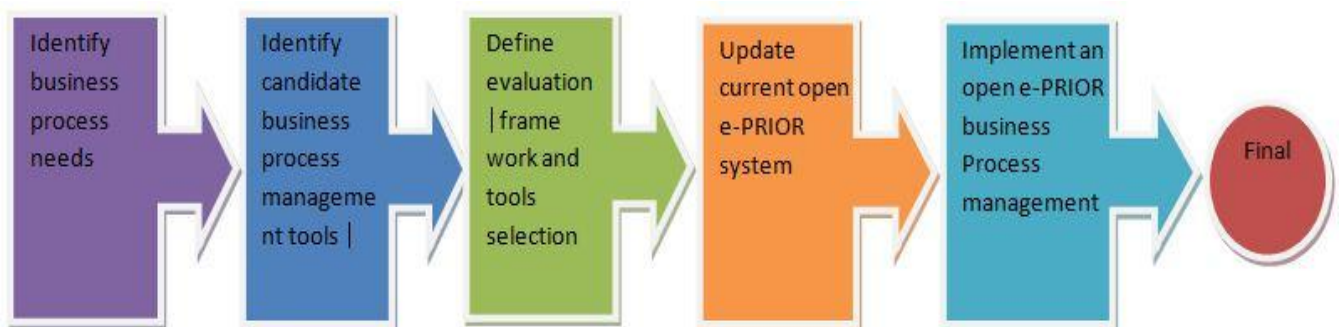 Identify
business
process
needs
Identify
candidate
business
process
manageme
nt tools |
Define
evaluation
|frame
work and
tools
selection
Update
current open
e-PRIOR
system
Implement an
open e-PRIOR
business
Process
management
Final